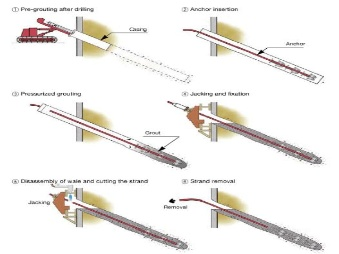 ① Pre-grouting after drilling
Casing
② Anchor insertion
Anchor
③ Pressurized grouting
Grout
④ Jacking and fixation
⑤ Disassembly of wale and cutting the strand
Jacking
⑥ Strand removal
Removal